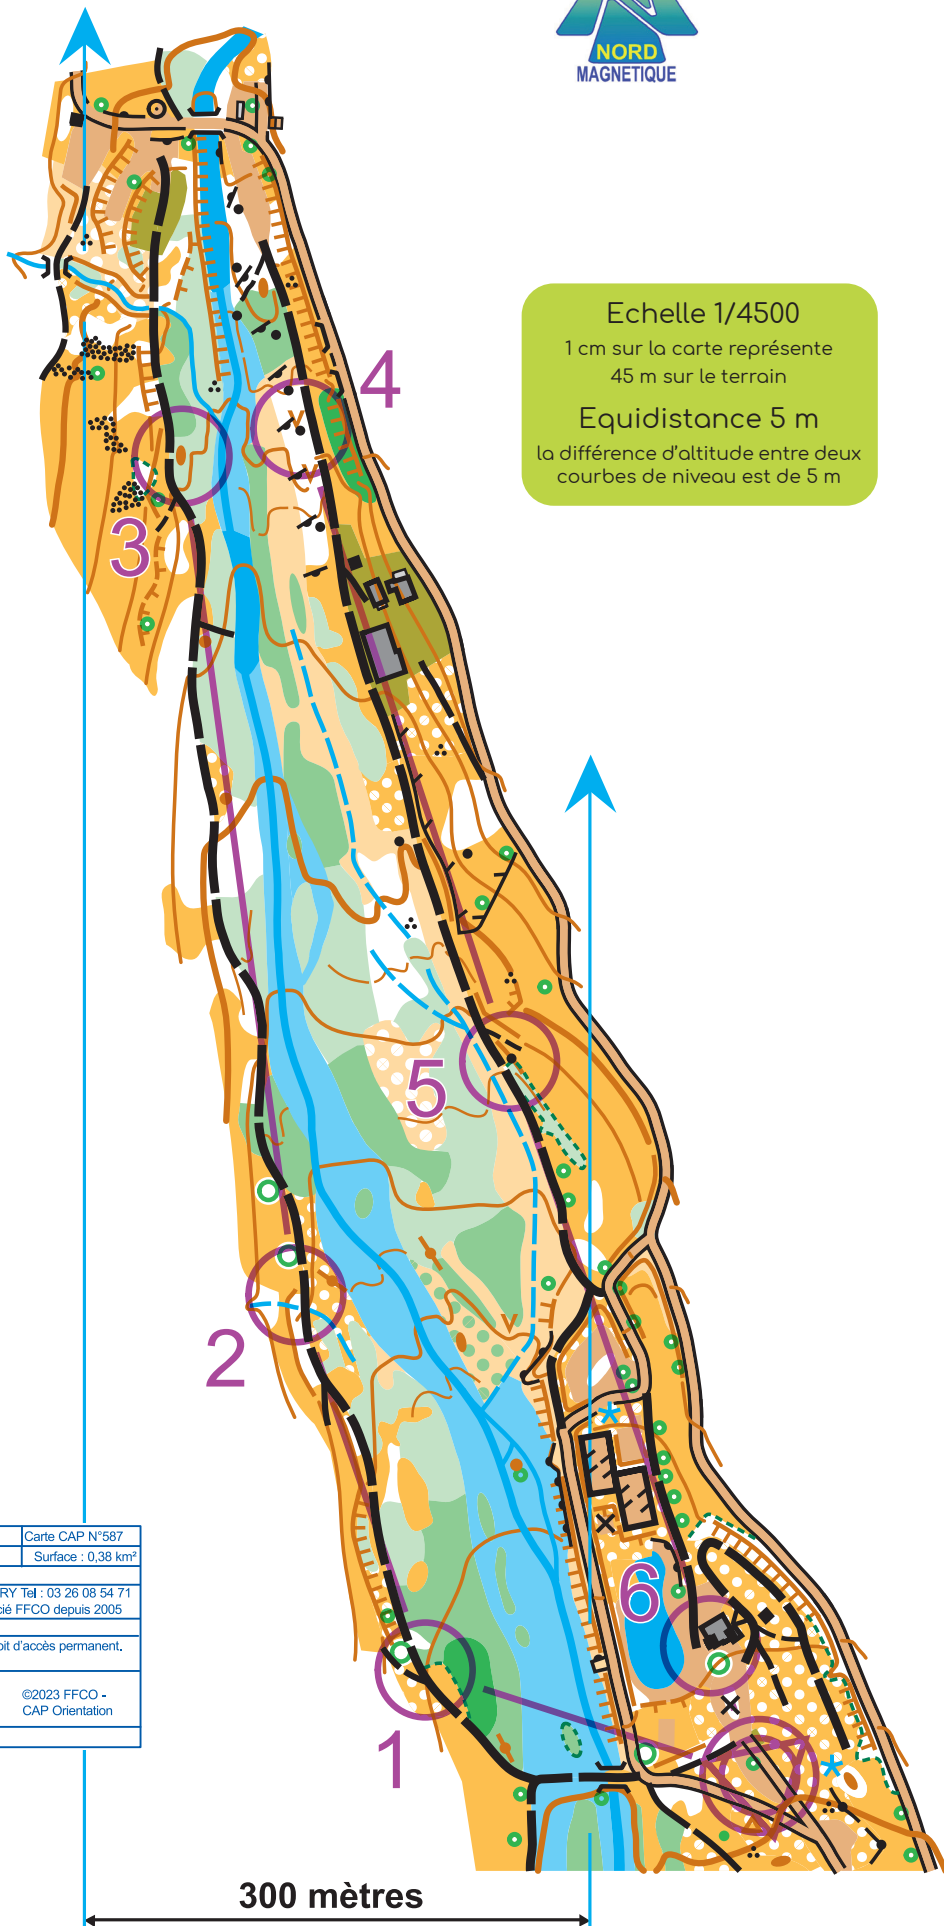 NORD
MAGNETIQUE
Echelle 1/4500
1 cm sur la carte représente
45 m sur le terrain
Equidistance 5 m
la différence d'altitude entre deux
courbes de niveau est de 5 m
4
3
5
2
6
1
Carte CAP N°587
Surface : 0,38 km²
RY Tel : 03 26 08 54 71
cié FFCO depuis 2005
oit d'accès permanent.
©2023 FFCO -
CAP Orientation
300 mètres